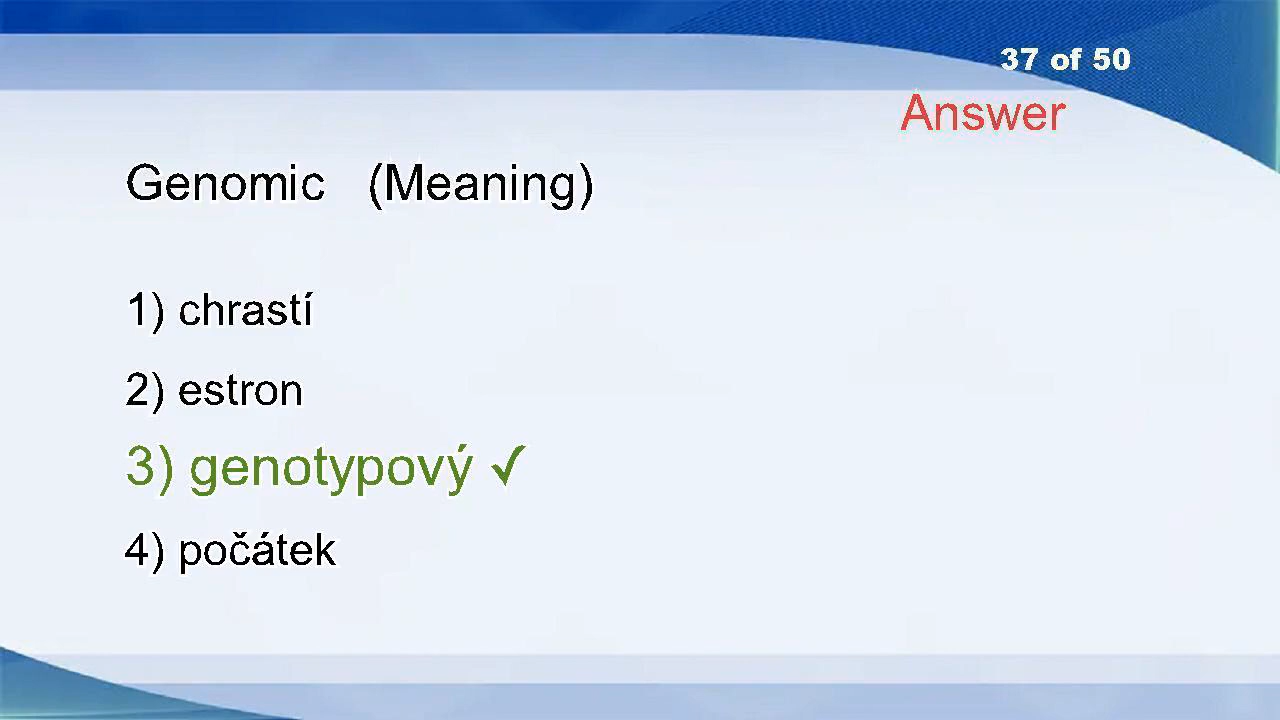 37 of 50
Answer
Genomic (Meaning)
1) chrastí
2) estron
3) genotypový ✓
4) počátek